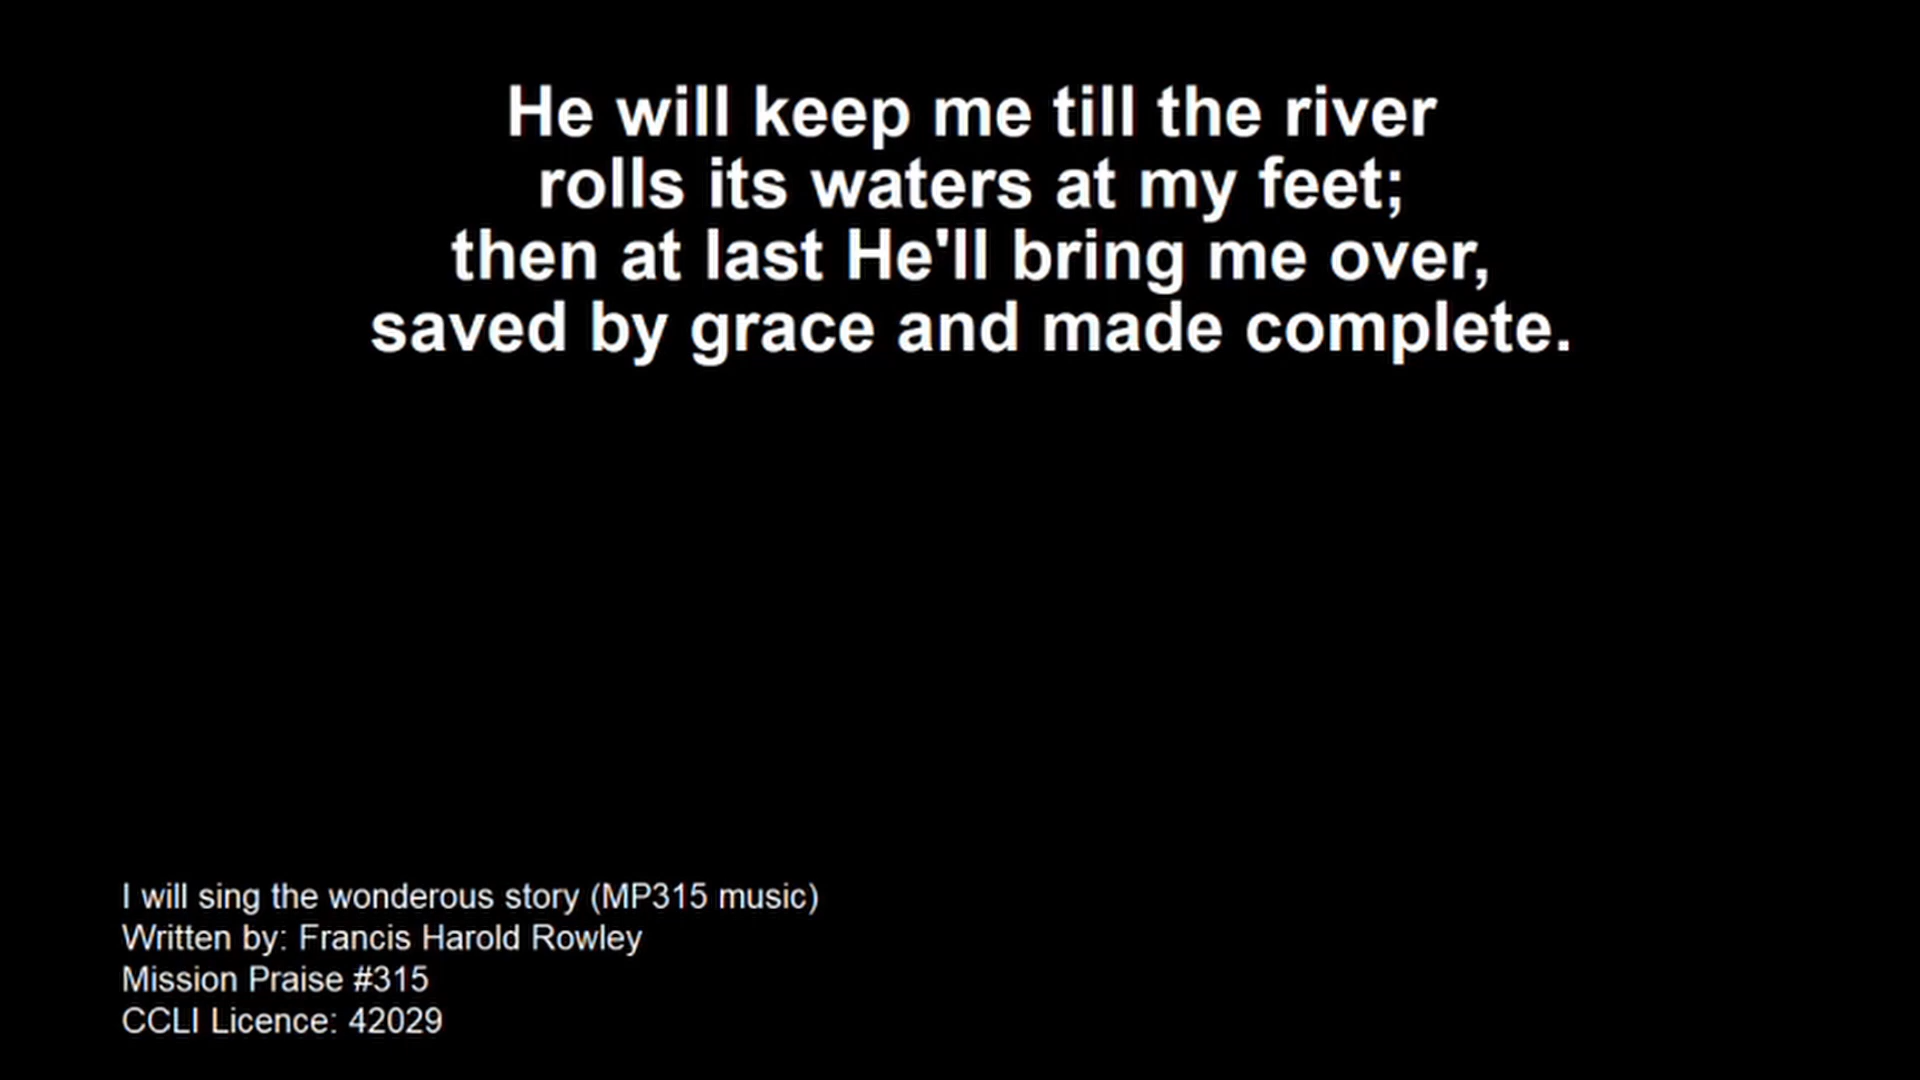 He will keep me till the river
rolls its waters at my feet;
then at last He'll bring me over,
saved by grace and made complete.
I will sing the wonderous story (MP315 music)
Written by: Francis Harold Rowley
Mission Praise #315
CCLI Licence: 42029